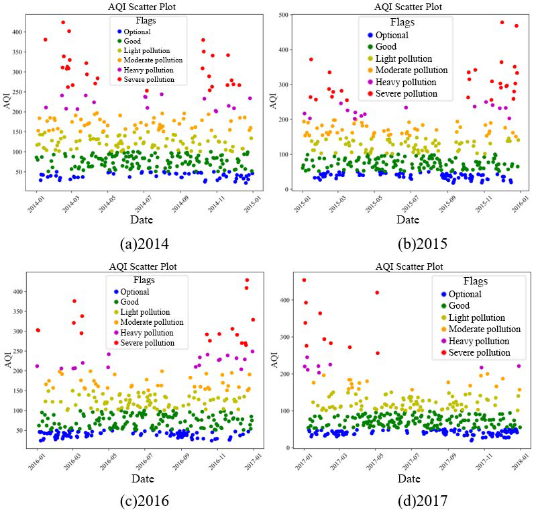 AQI Scatter Plot
Flags
Optional
Good
Light pollution
Moderate pollution
Heavy pollution
Severe pollution
AQI
400
350
300
250
200
150
100
50
2014-01
2014-03
2014-05
2014-07
2014-09
2014-11
2015-01
Date
(a)2014
AQI Scatter Plot
Flags
Optional
Good
Light pollution
Moderate pollution
Heavy pollution
Severe pollution
AQI
500
400
300
200
100
0
2015-01
2015-03
2015-05
2015-07
2015-09
2015-11
2016-01
Date
(b)2015
AQI Scatter Plot
Flags
Optional
Good
Light pollution
Moderate pollution
Heavy pollution
Severe pollution
AQI
400
350
300
250
200
150
100
50
2016-01
2016-03
2016-05
2016-07
2016-09
2016-11
2017-01
Date
(c)2016
AQI Scatter Plot
Flags
Optional
Good
Light pollution
Moderate pollution
Heavy pollution
Severe pollution
AQI
400
300
200
100
0
2017-01
2017-03
2017-05
2017-07
2017-09
2017-11
2018-01
Date
(d)2017